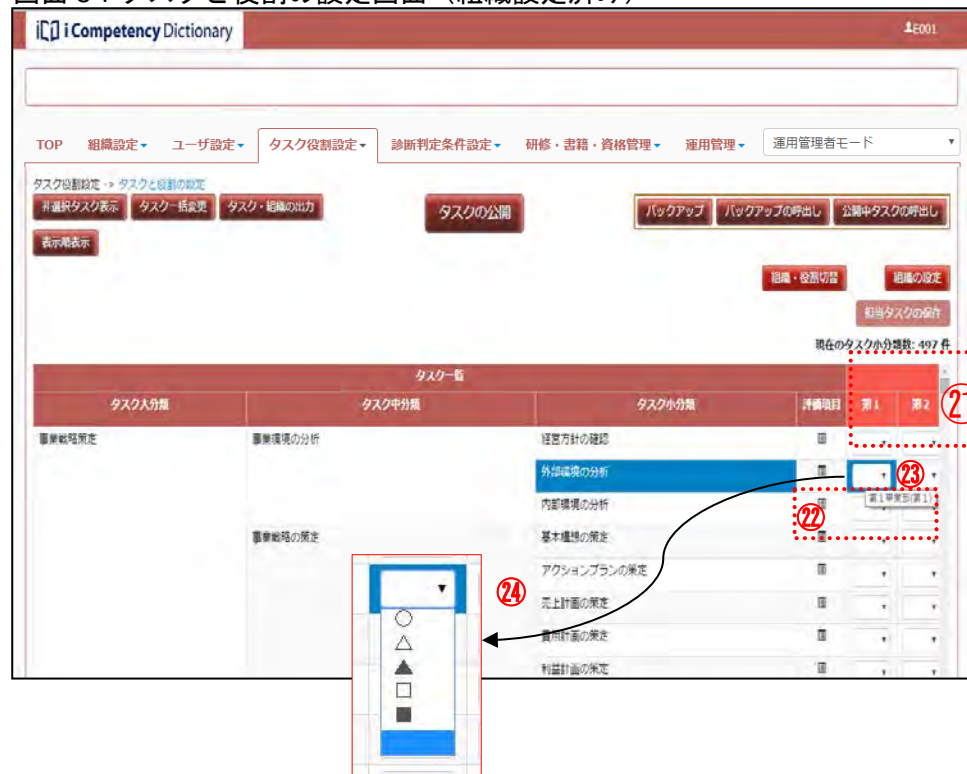 i Competency Dictionary
E001
TOP 組織設定 ユーザ設定 タスク役割設定 診断判定条件設定 研修・書籍・資格管理 運用管理 運用管理者モード
タスク役割設定 -> タスクと役割の設定
非選択タスク表示 タスク一括変更 タスク・組織の出力 タスクの公開 バックアップ バックアップの呼出し 公開中タスクの呼出し
表示順表示
組織・役割切替 組織の設定
担当タスクの保存
現在のタスク小分類数: 497 件
タスク一覧
タスク大分類 タスク中分類 タスク小分類 評価項目 第1 第2
㉑
事業戦略策定 事業環境の分析 経営方針の確認
外部環境の分析 ㉓
第1事業部(第1)
内部環境の分析 ㉒
事業戦略の策定 基本構想の策定
アクションプランの策定
㉔
売上計画の策定
○
費用計画の策定
△
利益計画の策定
▲
□
■